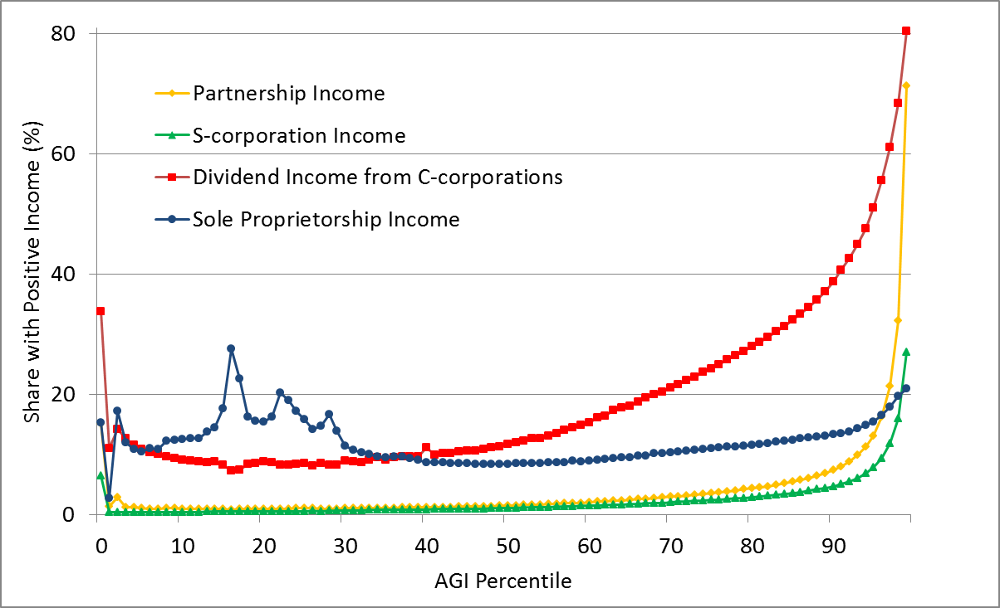 80
60
40
20
0
Share with Positive Income (%)
Partnership Income
S-corporation Income
Dividend Income from C-corporations
Sole Proprietorship Income
0 10 20 30 40 50 60 70 80 90
AGI Percentile